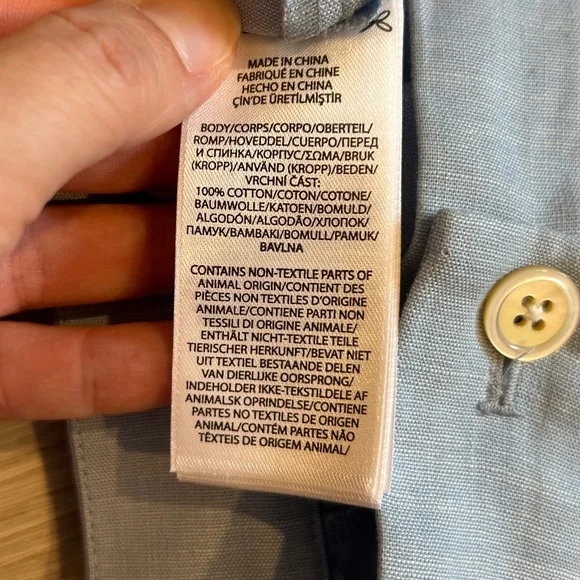 MADE IN CHINA
FABRIQUÉ EN CHINE
HECHO EN CHINA
ÇİN'DE ÜRETİLMİŞTİR
BODY/CORPS/CORPO/OBERTEIL/
ROMP/HOVEDDEL/CUERPO/ПЕРЕД
И СПИНКА/КОРПУС/ΣΩΜΑ/BRUK
(KROPP)/ANVÄND (KROPP)/BEDEN/
VRCHNÍ ČÁST:
100% COTTON/COTON/COTONE/
BAUMWOLLE/KATOEN/BOMULD/
ALGODÓN/ALGODÃO/ХЛОПОК/
ПАМУК/ΒΑΜΒΑΚΙ/BOMULL/PAMUK/
BAVLNA
CONTAINS NON-TEXTILE PARTS OF
ANIMAL ORIGIN/CONTIENT DES
PIÈCES NON TEXTILES D'ORIGINE
ANIMALE/CONTIENE PARTI NON
TESSILI DI ORIGINE ANIMALE/
ENTHÄLT NICHT-TEXTILE TEILE
TIERISCHER HERKUNFT/BEVAT NIET
UIT TEXTIEL BESTAANDE DELEN
VAN DIERLIJKE OORSPRONG/
INDEHOLDER IKKE-TEKSTILDELE AF
ANIMALSK OPRINDELSE/CONTIENE
PARTES NO TEXTILES DE ORIGEN
ANIMAL/CONTÉM PARTES NÃO
TÊXTEIS DE ORIGEM ANIMAL/